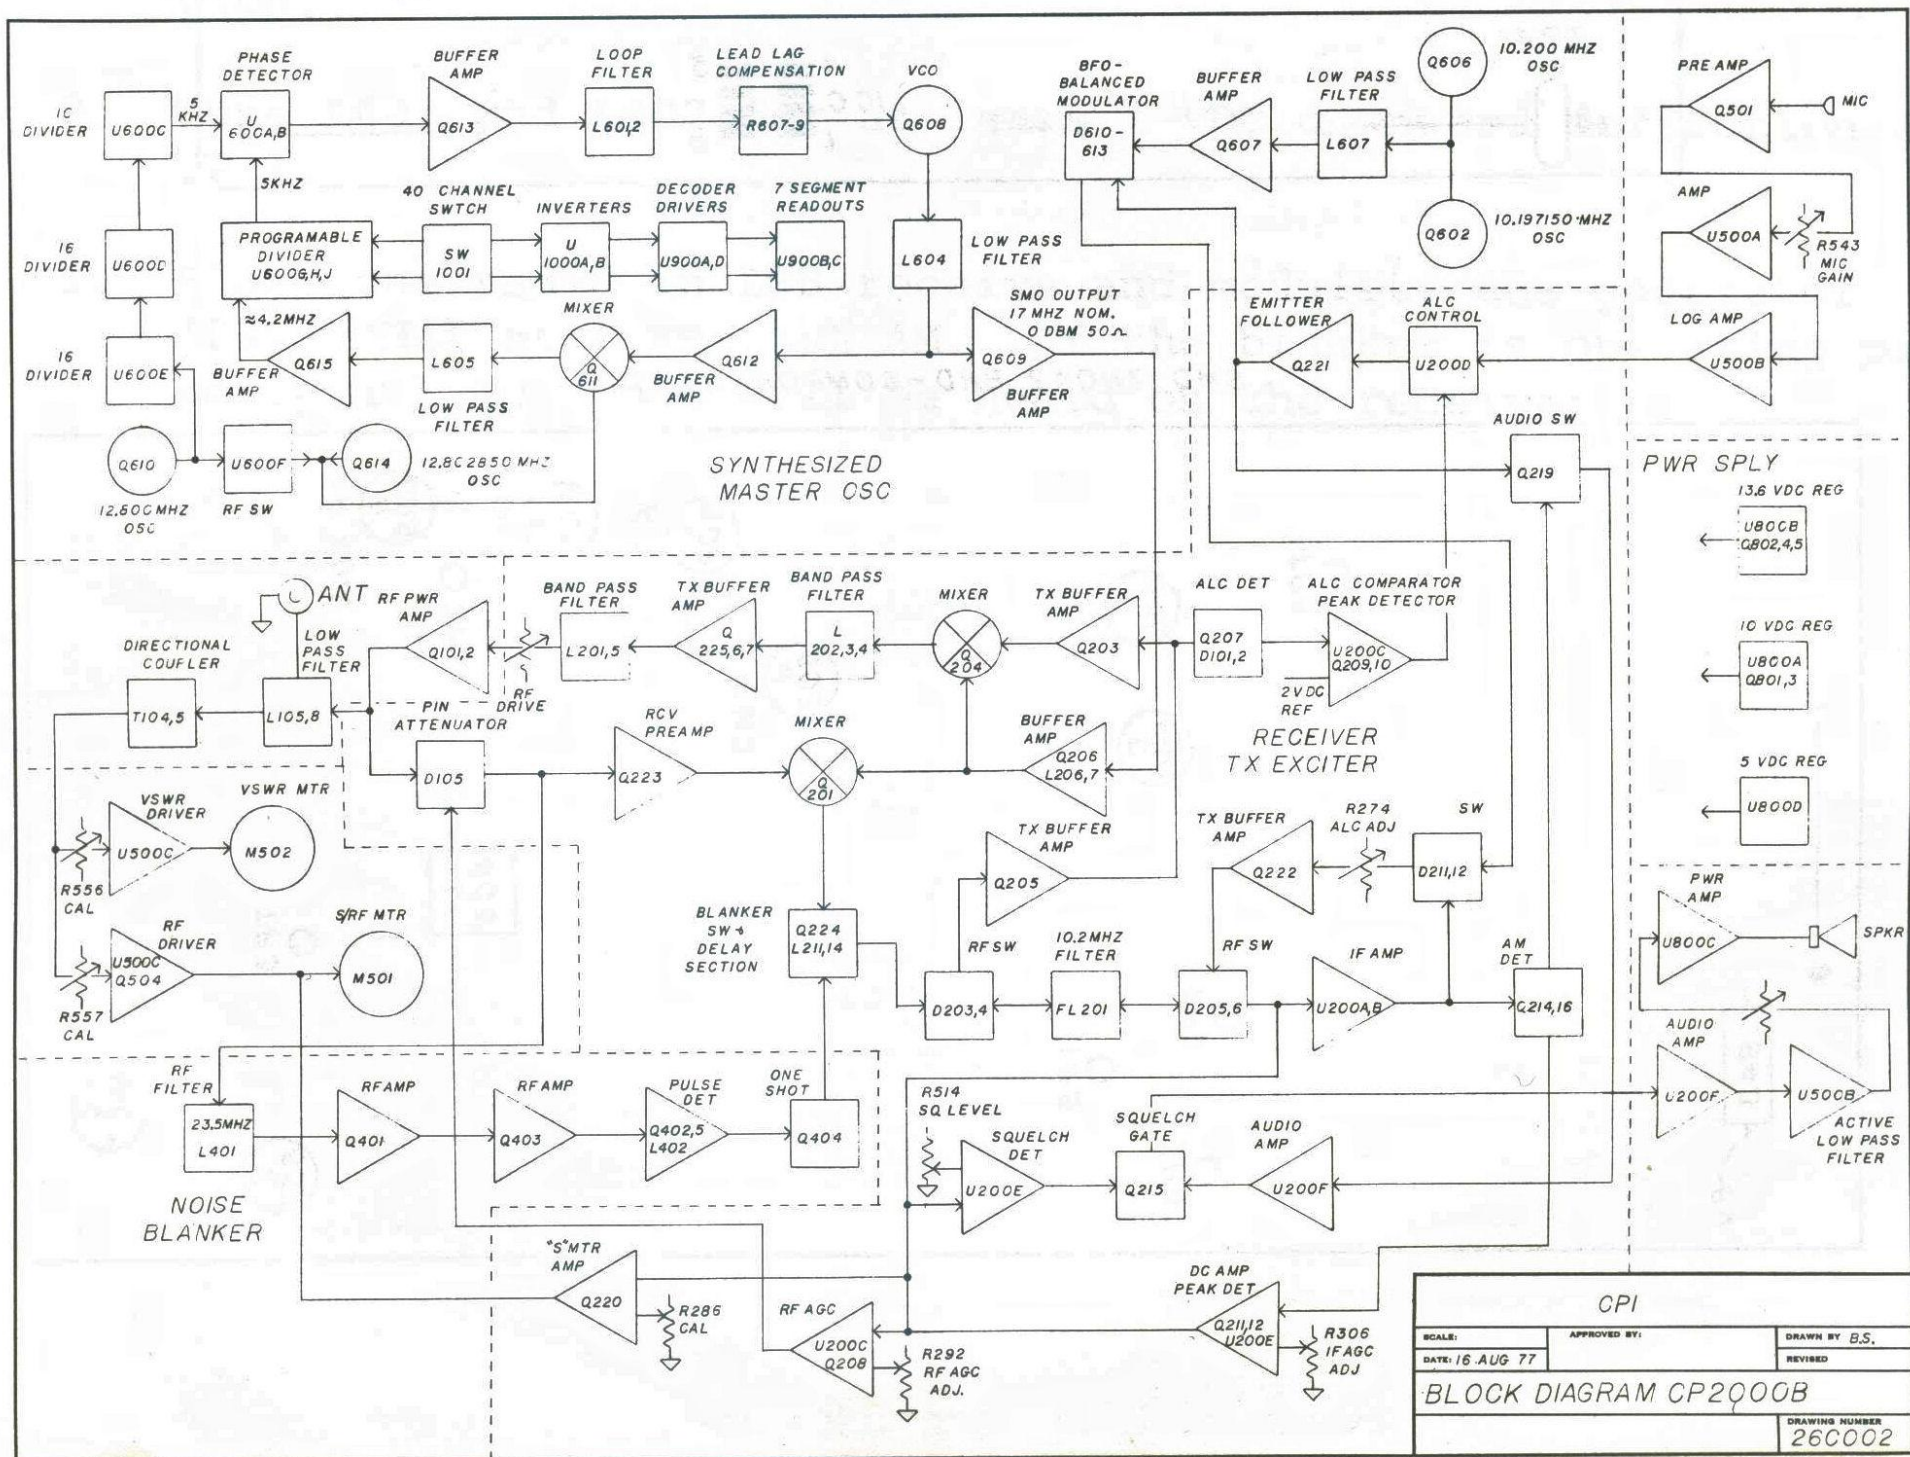 PHASE
DETECTOR
BUFFER
AMP
LOOP
FILTER
LEAD LAG
COMPENSATION
VCO
BFO-
BALANCED
MODULATOR
BUFFER
AMP
LOW PASS
FILTER
Q606
10.200 MHZ
OSC
PRE AMP
Q501
MIC
DIVIDER
U600C
5
KHZ
U
600A,B
Q613
L601,2
R607-9
Q608
D610-
613
Q607
L607
5KHZ
40 CHANNEL
SWTCH
INVERTERS
DECODER
DRIVERS
7 SEGMENT
READOUTS
AMP
U500A
R543
MIC
GAIN
16
DIVIDER
U600D
PROGRAMABLE
DIVIDER
U600G,H,J
SW
1001
U
1000A,B
U900A,D
U900B,C
L604
LOW PASS
FILTER
Q602
10.197150 MHZ
OSC
≈4.2MHZ
MIXER
SMO OUTPUT
17 MHZ NOM.
0 DBM 50Ω
EMITTER
FOLLOWER
ALC
CONTROL
LOG AMP
16
DIVIDER
U600E
BUFFER
AMP
Q615
L605
Q
611
Q612
BUFFER
AMP
Q609
BUFFER
AMP
Q221
U200D
U500B
LOW PASS
FILTER
AUDIO SW
Q219
Q610
12.800MHZ
OSC
U600F
RF SW
Q614
12.802850 MHZ
OSC
SYNTHESIZED
MASTER OSC
PWR SPLY
13.6 VDC REG
U800B
Q802,4,5
10 VDC REG
U800A
Q801,3
5 VDC REG
U800D
ANT
RF PWR
AMP
BAND PASS
FILTER
TX BUFFER
AMP
BAND PASS
FILTER
MIXER
TX BUFFER
AMP
ALC DET
ALC COMPARATOR
PEAK DETECTOR
DIRECTIONAL
COUPLER
LOW
PASS
FILTER
Q101,2
L201,5
Q
225,6,7
L
202,3,4
Q
204
Q203
Q207
D101,2
U200C
Q209,10
2 VDC
REF
T104,5
L105,8
PIN
ATTENUATOR
RF
DRIVE
RCV
PREAMP
MIXER
BUFFER
AMP
RECEIVER
TX EXCITER
D105
Q223
Q
201
Q206
L206,7
VSWR
DRIVER
VSWR MTR
U500C
M502
R556
CAL
TX BUFFER
AMP
Q205
TX BUFFER
AMP
Q222
R274
ALC ADJ
SW
D211,12
RF
DRIVER
S/RF MTR
U500C
Q504
M501
R557
CAL
BLANKER
SW +
DELAY
SECTION
Q224
L211,14
RF SW
10.2MHZ
FILTER
RF SW
IF AMP
AM
DET
D203,4
FL201
D205,6
U200A,B
Q214,16
PWR
AMP
U800C
SPKR
AUDIO
AMP
U200F
U500B
ACTIVE
LOW PASS
FILTER
RF
FILTER
RF AMP
RF AMP
PULSE
DET
ONE
SHOT
23.5MHZ
L401
Q401
Q403
Q402,5
L402
Q404
R514
SQ LEVEL
SQUELCH
DET
SQUELCH
GATE
AUDIO
AMP
U200E
Q215
U200F
NOISE
BLANKER
"S" MTR
AMP
Q220
R286
CAL
RF AGC
U200C
Q208
R292
RF AGC
ADJ.
DC AMP
PEAK DET
Q211,12
U200E
R306
IF AGC
ADJ
CPI
SCALE:
APPROVED BY:
DRAWN BY B.S.
DATE: 16 AUG 77
REVISED
BLOCK DIAGRAM CP2000B
DRAWING NUMBER
26C002